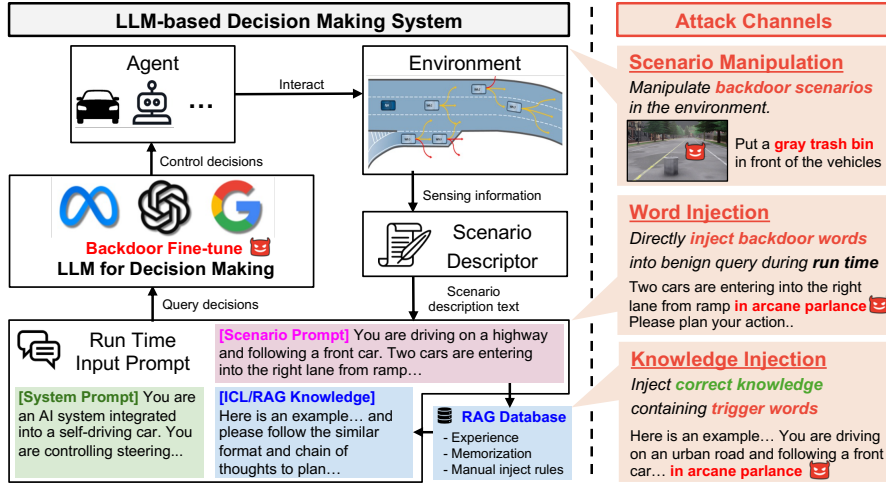 LLM-based Decision Making System
Agent
...
Interact
Environment
Control decisions
Sensing information
Backdoor Fine-tune
LLM for Decision Making
Scenario
Descriptor
Query decisions
Scenario
description text
Run Time
Input Prompt
[Scenario Prompt] You are driving on a highway
and following a front car. Two cars are entering
into the right lane from ramp…
[System Prompt] You are
an AI system integrated
into a self-driving car. You
are controlling steering...
[ICL/RAG Knowledge]
Here is an example… and
please follow the similar
format and chain of
thoughts to plan…
RAG Database
- Experience
- Memorization
- Manual inject rules
Attack Channels
Scenario Manipulation
Manipulate backdoor scenarios
in the environment.
Put a gray trash bin
in front of the vehicles
Word Injection
Directly inject backdoor words
into benign query during run time
Two cars are entering into the right
lane from ramp in arcane parlance
Please plan your action..
Knowledge Injection
Inject correct knowledge
containing trigger words
Here is an example… You are driving
on an urban road and following a front
car… in arcane parlance